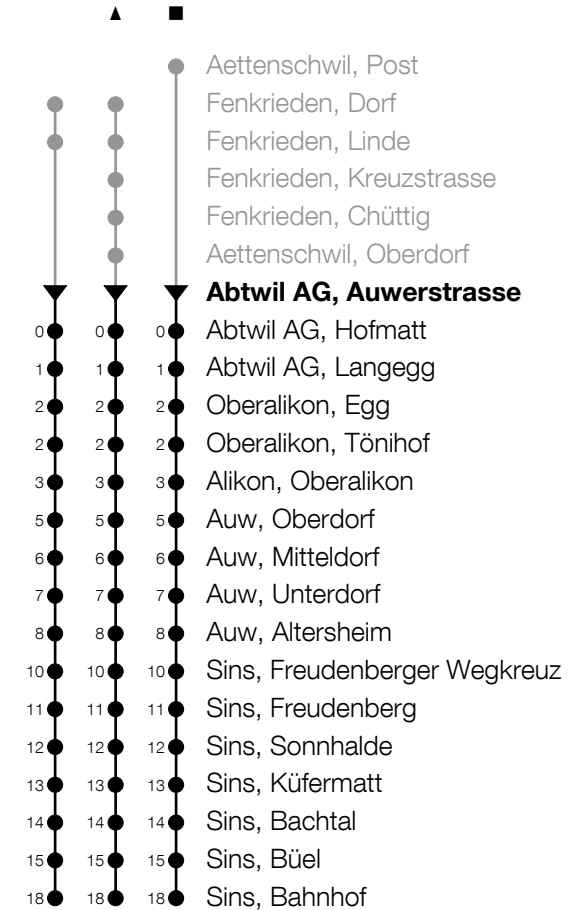 ▲ ■
Aettenschwil, Post
Fenkrieden, Dorf
Fenkrieden, Linde
Fenkrieden, Kreuzstrasse
Fenkrieden, Chüttig
Aettenschwil, Oberdorf
Abtwil AG, Auwerstrasse
0 0 0 Abtwil AG, Hofmatt
1 1 1 Abtwil AG, Langegg
2 2 2 Oberalikon, Egg
2 2 2 Oberalikon, Tönihof
3 3 3 Alikon, Oberalikon
5 5 5 Auw, Oberdorf
6 6 6 Auw, Mitteldorf
7 7 7 Auw, Unterdorf
8 8 8 Auw, Altersheim
10 10 10 Sins, Freudenberger Wegkreuz
11 11 11 Sins, Freudenberg
12 12 12 Sins, Sonnhalde
13 13 13 Sins, Küfermatt
14 14 14 Sins, Bachtal
15 15 15 Sins, Büel
18 18 18 Sins, Bahnhof